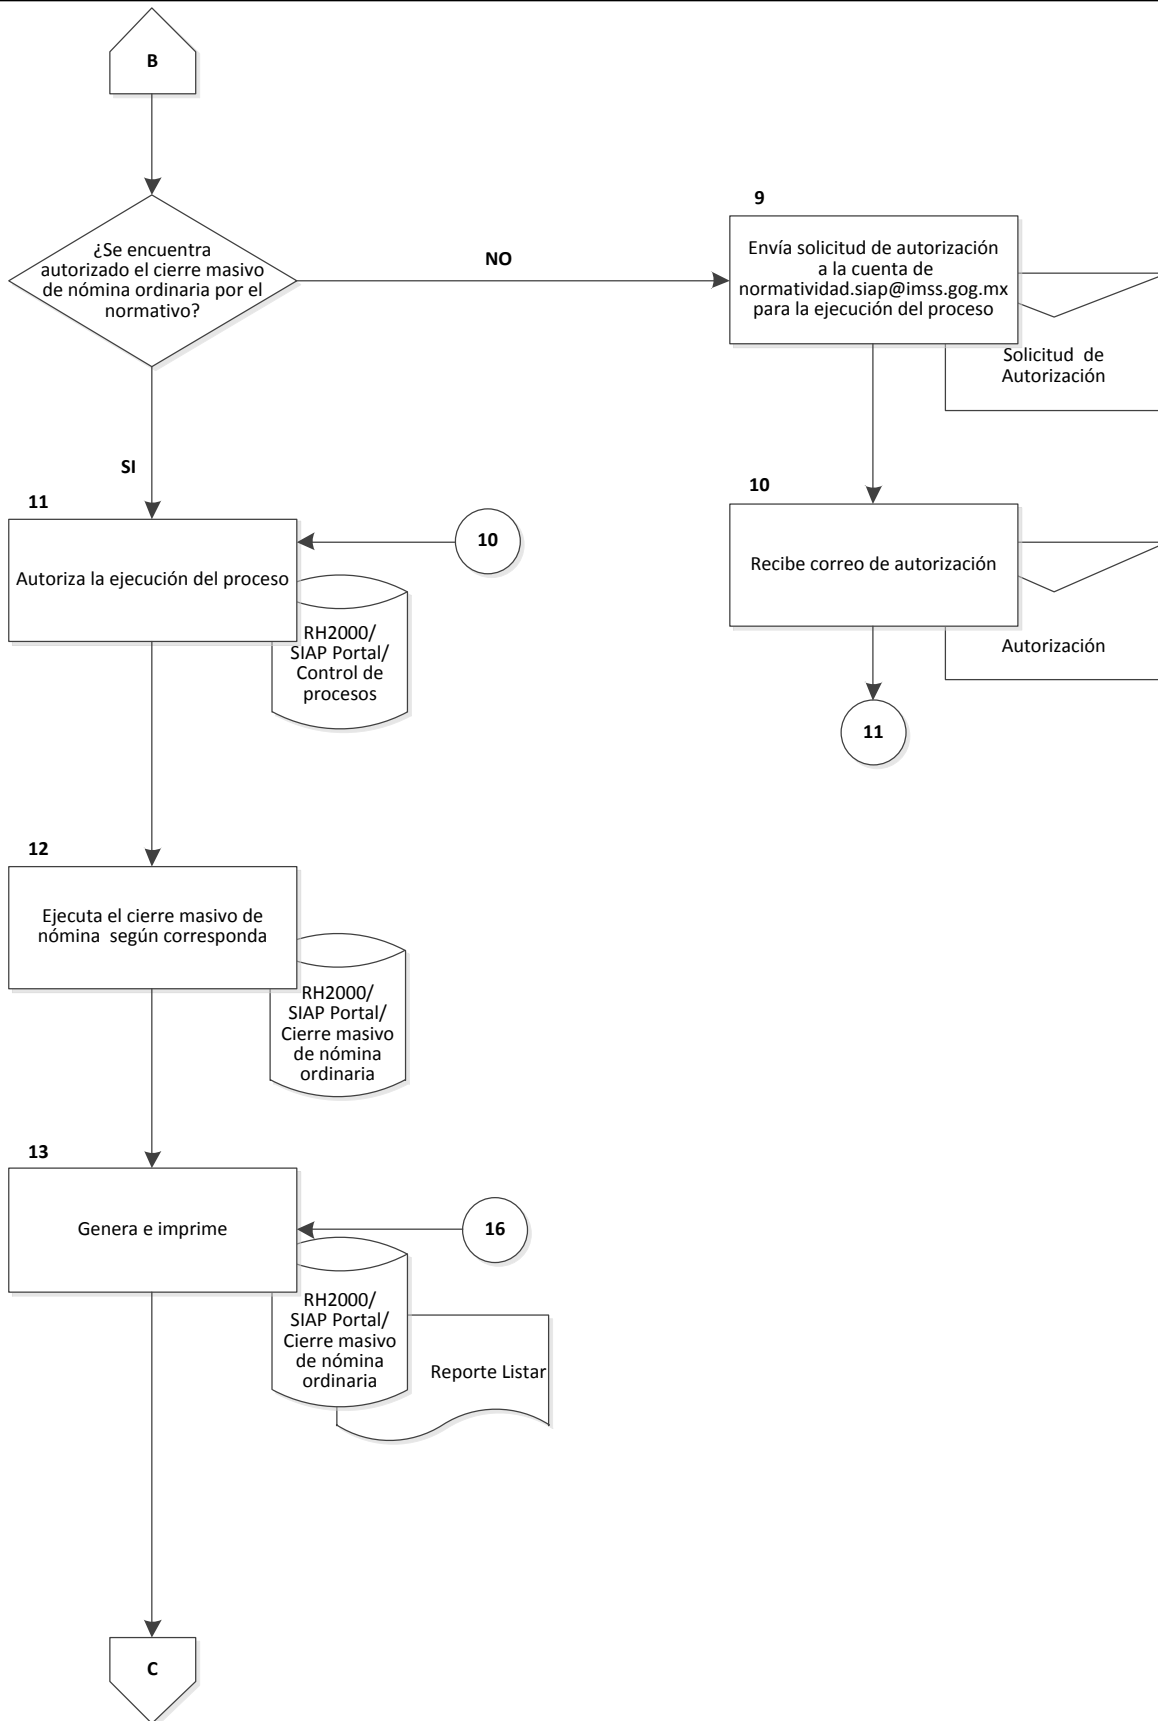 B
¿Se encuentra
autorizado el cierre masivo
de nómina ordinaria por el
normativo?
NO
SI
9
Envía solicitud de autorización
a la cuenta de
normatividad.siap@imss.gog.mx
para la ejecución del proceso
Solicitud de
Autorización
10
Recibe correo de autorización
Autorización
11
11
Autoriza la ejecución del proceso
10
RH2000/
SIAP Portal/
Control de
procesos
12
Ejecuta el cierre masivo de
nómina según corresponda
RH2000/
SIAP Portal/
Cierre masivo
de nómina
ordinaria
13
Genera e imprime
16
RH2000/
SIAP Portal/
Cierre masivo
de nómina
ordinaria
Reporte Listar
C